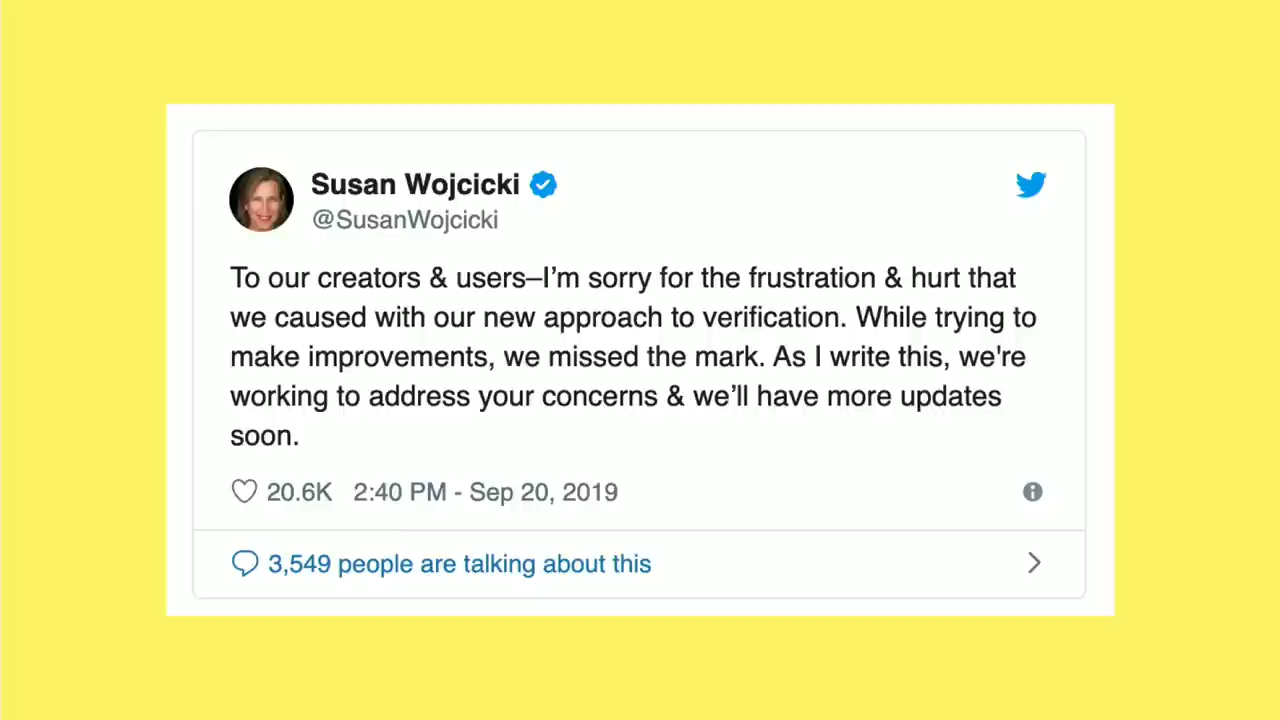 Susan Wojcicki
@SusanWojcicki
To our creators & users–I’m sorry for the frustration & hurt that
we caused with our new approach to verification. While trying to
make improvements, we missed the mark. As I write this, we're
working to address your concerns & we’ll have more updates
soon.
20.6K 2:40 PM - Sep 20, 2019
3,549 people are talking about this